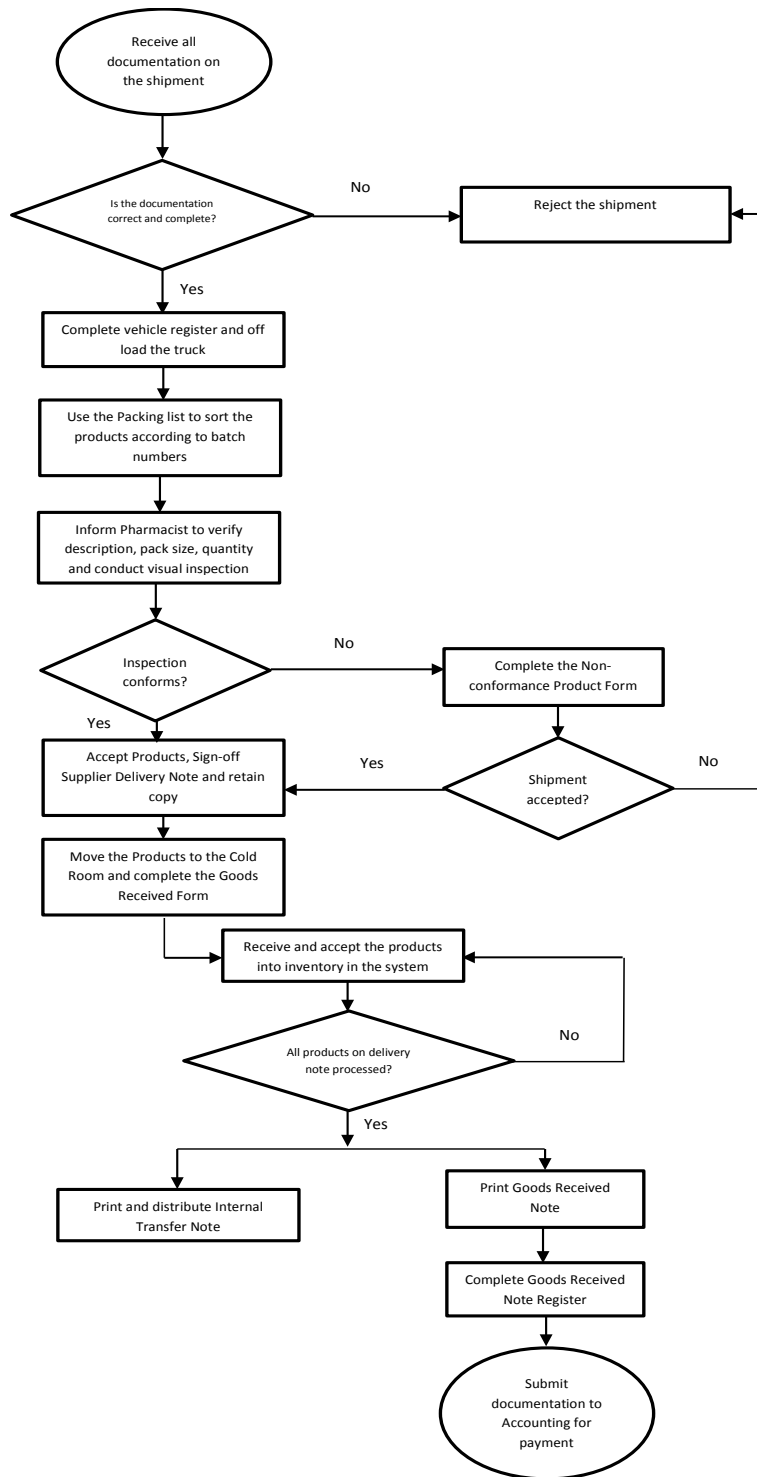 Receive all
documentation on
the shipment
Is the documentation
correct and complete?
No
Reject the shipment
Yes
Complete vehicle register and off
load the truck
Use the Packing list to sort the
products according to batch
numbers
Inform Pharmacist to verify
description, pack size, quantity
and conduct visual inspection
Inspection
conforms?
No
Complete the Non-
conformance Product Form
Yes
Accept Products, Sign-off
Supplier Delivery Note and retain
copy
Yes
Shipment
accepted?
No
Move the Products to the Cold
Room and complete the Goods
Received Form
Receive and accept the products
into inventory in the system
All products on delivery
note processed?
No
Yes
Print and distribute Internal
Transfer Note
Print Goods Received
Note
Complete Goods Received
Note Register
Submit
documentation to
Accounting for
payment